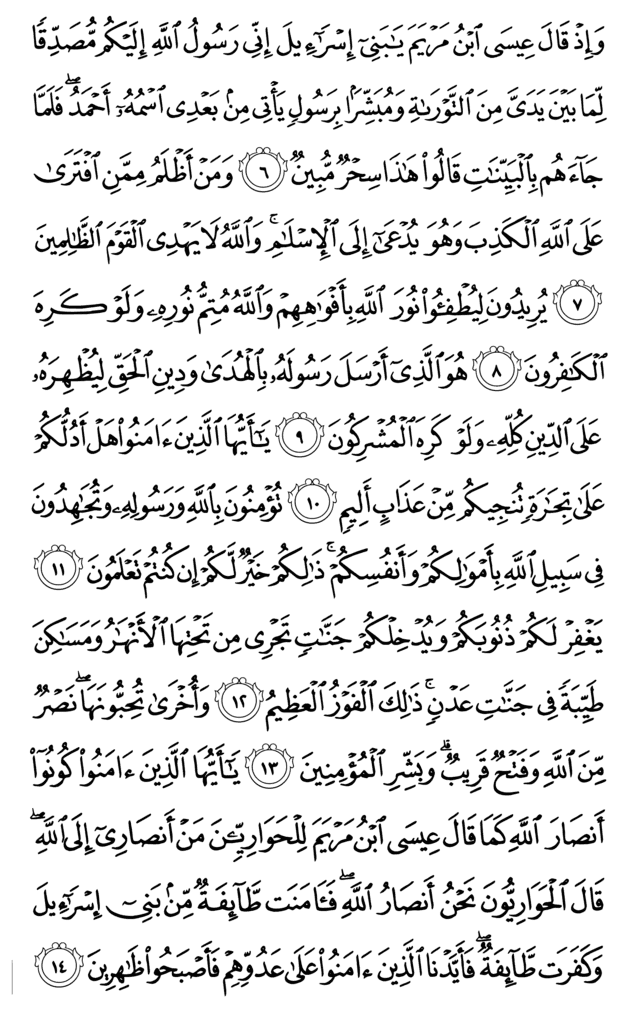 وَإِذْ قَالَ عِيسَى ٱبْنُ مَرْيَمَ يَـٰبَنِىٓ إِسْرَٰٓءِيلَ إِنِّى رَسُولُ ٱللَّهِ إِلَيْكُم مُّصَدِّقًا
لِّمَا بَيْنَ يَدَىَّ مِنَ ٱلتَّوْرَىٰةِ وَمُبَشِّرًۢا بِرَسُولٍ يَأْتِى مِنۢ بَعْدِى ٱسْمُهُۥٓ أَحْمَدُ ۖ فَلَمَّا
جَآءَهُم بِٱلْبَيِّنَـٰتِ قَالُوا۟ هَـٰذَا سِحْرٌ مُّبِينٌ ٦ وَمَنْ أَظْلَمُ مِمَّنِ ٱفْتَرَىٰ
عَلَى ٱللَّهِ ٱلْكَذِبَ وَهُوَ يُدْعَىٰٓ إِلَى ٱلْإِسْلَـٰمِ ۚ وَٱللَّهُ لَا يَهْدِى ٱلْقَوْمَ ٱلظَّـٰلِمِينَ
٧ يُرِيدُونَ لِيُطْفِـُٔوا۟ نُورَ ٱللَّهِ بِأَفْوَٰهِهِمْ وَٱللَّهُ مُتِمُّ نُورِهِۦ وَلَوْ كَرِهَ
ٱلْكَـٰفِرُونَ ٨ هُوَ ٱلَّذِىٓ أَرْسَلَ رَسُولَهُۥ بِٱلْهُدَىٰ وَدِينِ ٱلْحَقِّ لِيُظْهِرَهُۥ
عَلَى ٱلدِّينِ كُلِّهِۦ وَلَوْ كَرِهَ ٱلْمُشْرِكُونَ ٩ يَـٰٓأَيُّهَا ٱلَّذِينَ ءَامَنُوا۟ هَلْ أَدُلُّكُمْ
عَلَىٰ تِجَـٰرَةٍ تُنجِيكُم مِّنْ عَذَابٍ أَلِيمٍ ١٠ تُؤْمِنُونَ بِٱللَّهِ وَرَسُولِهِۦ وَتُجَـٰهِدُونَ
فِى سَبِيلِ ٱللَّهِ بِأَمْوَٰلِكُمْ وَأَنفُسِكُمْ ۚ ذَٰلِكُمْ خَيْرٌ لَّكُمْ إِن كُنتُمْ تَعْلَمُونَ ١١
يَغْفِرْ لَكُمْ ذُنُوبَكُمْ وَيُدْخِلْكُمْ جَنَّـٰتٍ تَجْرِى مِن تَحْتِهَا ٱلْأَنْهَـٰرُ وَمَسَـٰكِنَ
طَيِّبَةً فِى جَنَّـٰتِ عَدْنٍ ۚ ذَٰلِكَ ٱلْفَوْزُ ٱلْعَظِيمُ ١٢ وَأُخْرَىٰ تُحِبُّونَهَا ۖ نَصْرٌ
مِّنَ ٱللَّهِ وَفَتْحٌ قَرِيبٌ ۗ وَبَشِّرِ ٱلْمُؤْمِنِينَ ١٣ يَـٰٓأَيُّهَا ٱلَّذِينَ ءَامَنُوا۟ كُونُوٓا۟
أَنصَارَ ٱللَّهِ كَمَا قَالَ عِيسَى ٱبْنُ مَرْيَمَ لِلْحَوَارِيِّـۧنَ مَنْ أَنصَارِىٓ إِلَى ٱللَّهِ ۖ
قَالَ ٱلْحَوَارِيُّونَ نَحْنُ أَنصَارُ ٱللَّهِ ۖ فَـَٔامَنَت طَّآئِفَةٌ مِّنۢ بَنِىٓ إِسْرَٰٓءِيلَ
وَكَفَرَت طَّآئِفَةٌ ۖ فَأَيَّدْنَا ٱلَّذِينَ ءَامَنُوا۟ عَلَىٰ عَدُوِّهِمْ فَأَصْبَحُوا۟ ظَـٰهِرِينَ ١٤